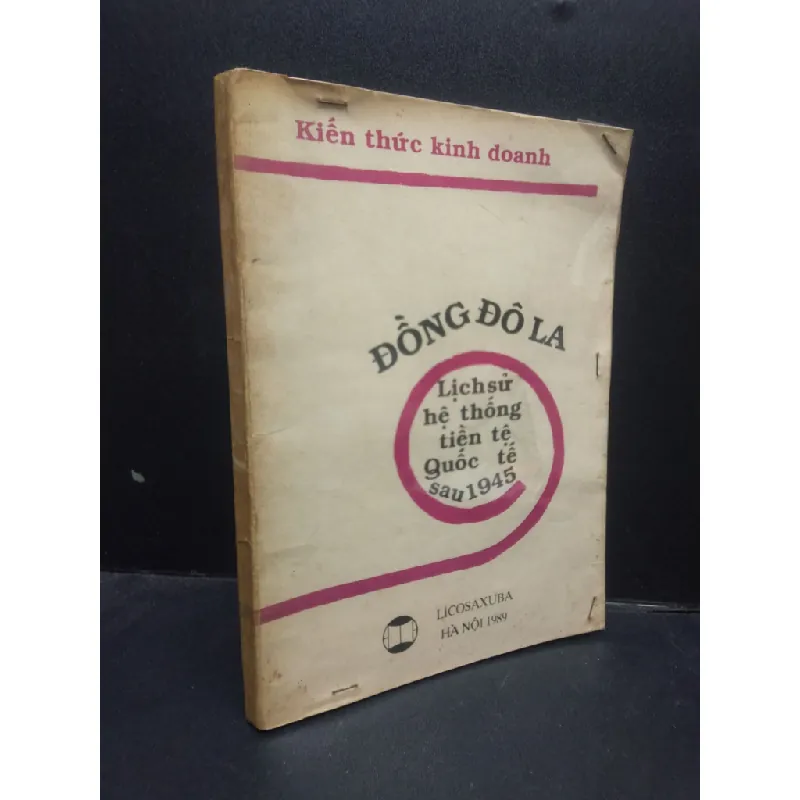 Kiến thức kinh doanh
ĐỒNG ĐÔ LA
Lịch sử
hệ thống
tiền tệ
Quốc tế
sau 1945
LICOSAXUBA
HÀ NỘI 1989